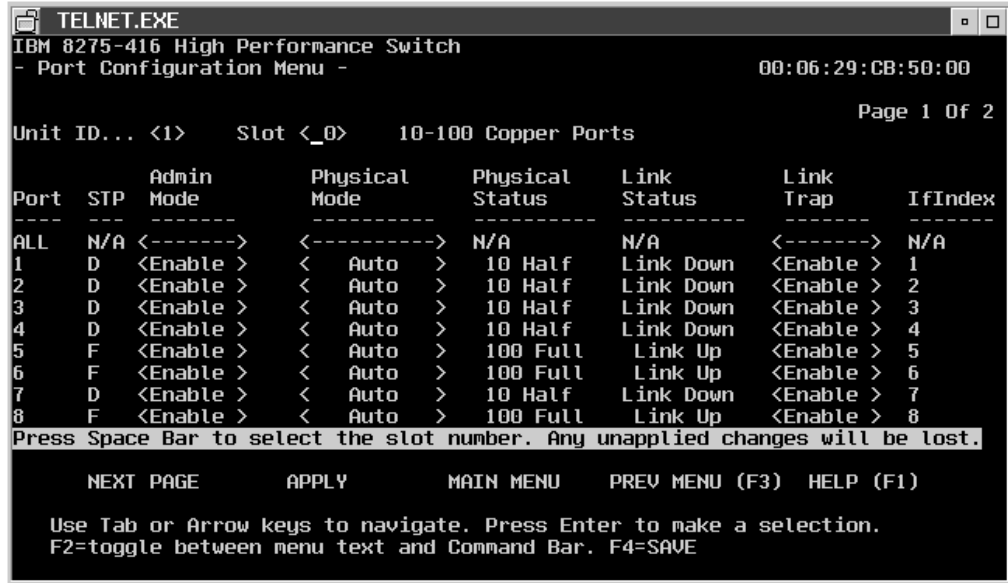 TELNET.EXE
IBM 8275-416 High Performance Switch
- Port Configuration Menu - 00:06:29:CB:50:00
Page 1 Of 2
Unit ID... <1> Slot <_0> 10-100 Copper Ports
Admin Physical Physical Link Link
Port STP Mode Mode Status Status Trap IfIndex
---- --- ------- ----------- ---------- --------- ------- -------
ALL N/A <-------> <-----------> N/A N/A <-------> N/A
1 D <Enable > < Auto > 10 Half Link Down <Enable > 1
2 D <Enable > < Auto > 10 Half Link Down <Enable > 2
3 D <Enable > < Auto > 10 Half Link Down <Enable > 3
4 D <Enable > < Auto > 10 Half Link Down <Enable > 4
5 F <Enable > < Auto > 100 Full Link Up <Enable > 5
6 F <Enable > < Auto > 100 Full Link Up <Enable > 6
7 D <Enable > < Auto > 10 Half Link Down <Enable > 7
8 F <Enable > < Auto > 100 Full Link Up <Enable > 8
Press Space Bar to select the slot number. Any unapplied changes will be lost.
NEXT PAGE APPLY MAIN MENU PREV MENU (F3) HELP (F1)
Use Tab or Arrow keys to navigate. Press Enter to make a selection.
F2=toggle between menu text and Command Bar. F4=SAVE